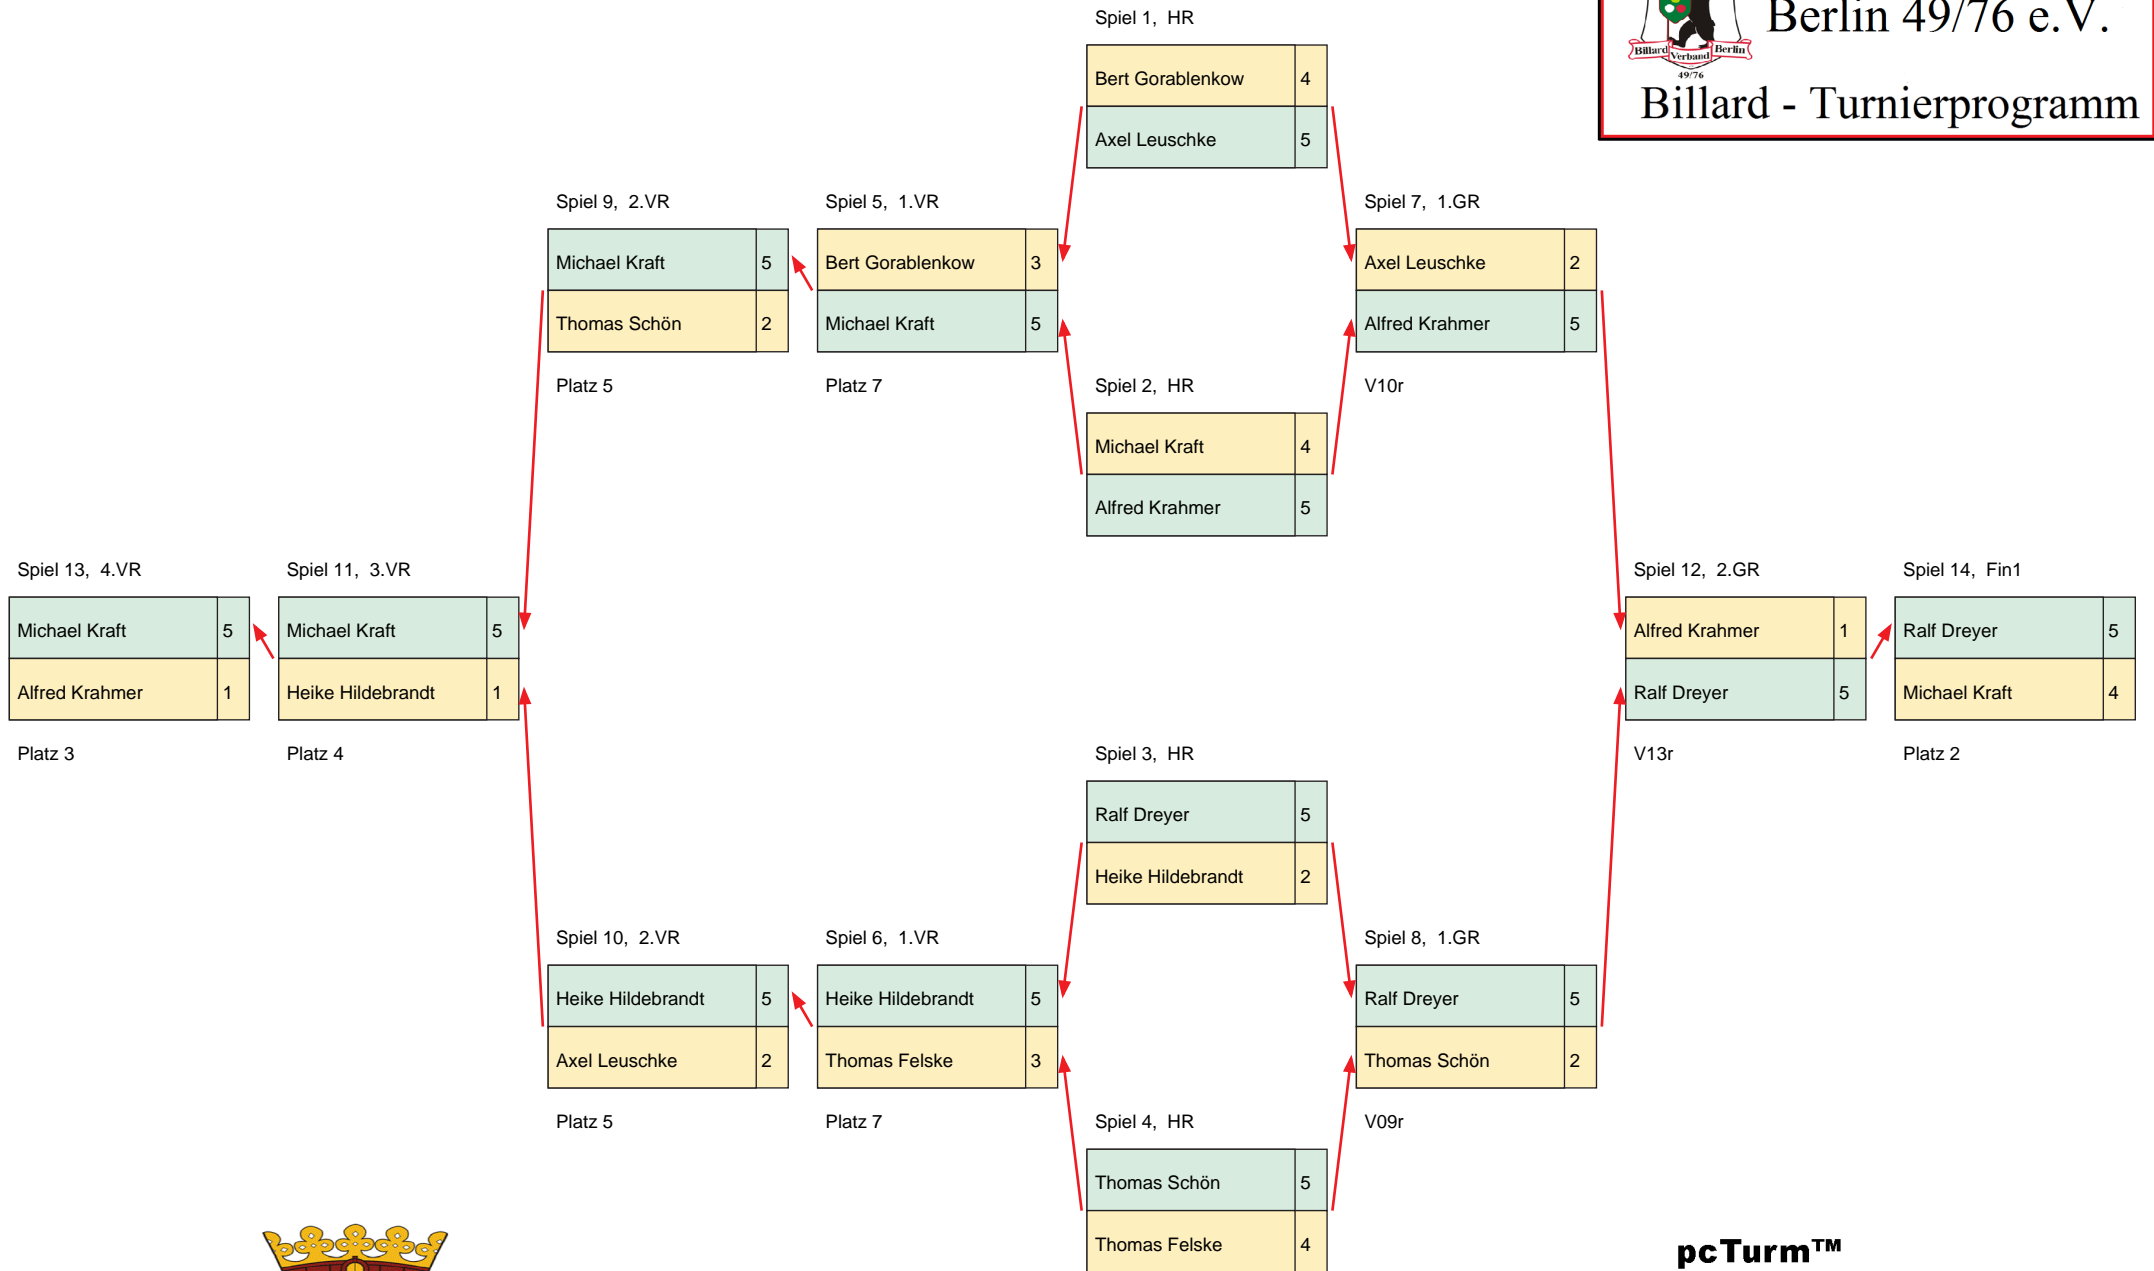 Berlin 49/76 e.V.
Billard Verband Berlin
49/76
Billard - Turnierprogramm
Spiel 1, HR
Bert Gorablenkow 4
Axel Leuschke 5
Spiel 9, 2.VR
Michael Kraft 5
Thomas Schön 2
Platz 5
Spiel 5, 1.VR
Bert Gorablenkow 3
Michael Kraft 5
Platz 7
Spiel 7, 1.GR
Axel Leuschke 2
Alfred Krahmer 5
V10r
Spiel 2, HR
Michael Kraft 4
Alfred Krahmer 5
Spiel 13, 4.VR
Michael Kraft 5
Alfred Krahmer 1
Platz 3
Spiel 11, 3.VR
Michael Kraft 5
Heike Hildebrandt 1
Platz 4
Spiel 12, 2.GR
Alfred Krahmer 1
Ralf Dreyer 5
V13r
Spiel 14, Fin1
Ralf Dreyer 5
Michael Kraft 4
Platz 2
Spiel 3, HR
Ralf Dreyer 5
Heike Hildebrandt 2
Spiel 10, 2.VR
Heike Hildebrandt 5
Axel Leuschke 2
Platz 5
Spiel 6, 1.VR
Heike Hildebrandt 5
Thomas Felske 3
Platz 7
Spiel 8, 1.GR
Ralf Dreyer 5
Thomas Schön 2
V09r
Spiel 4, HR
Thomas Schön 5
Thomas Felske 4
pcTurm™